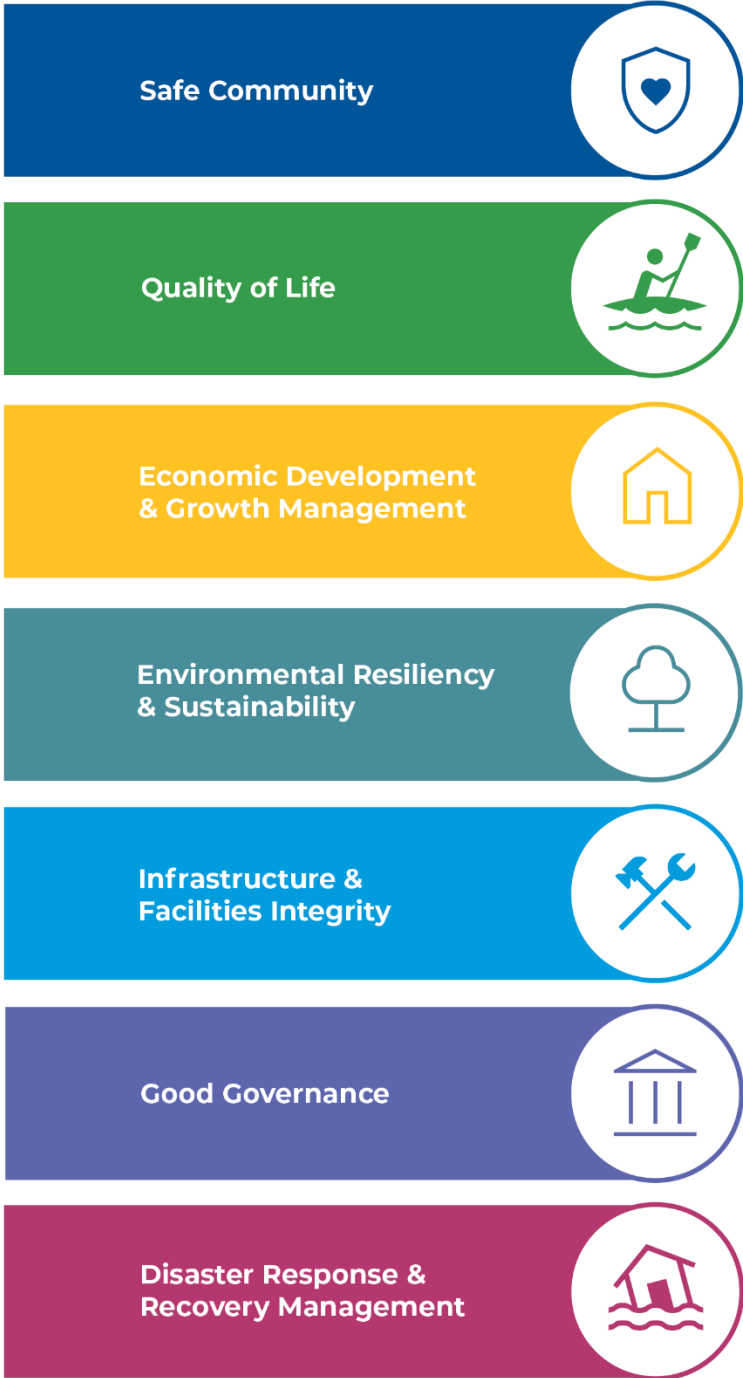 Safe Community
Quality of Life
Economic Development
& Growth Management
Environmental Resiliency
& Sustainability
Infrastructure &
Facilities Integrity
Good Governance
Disaster Response &
Recovery Management